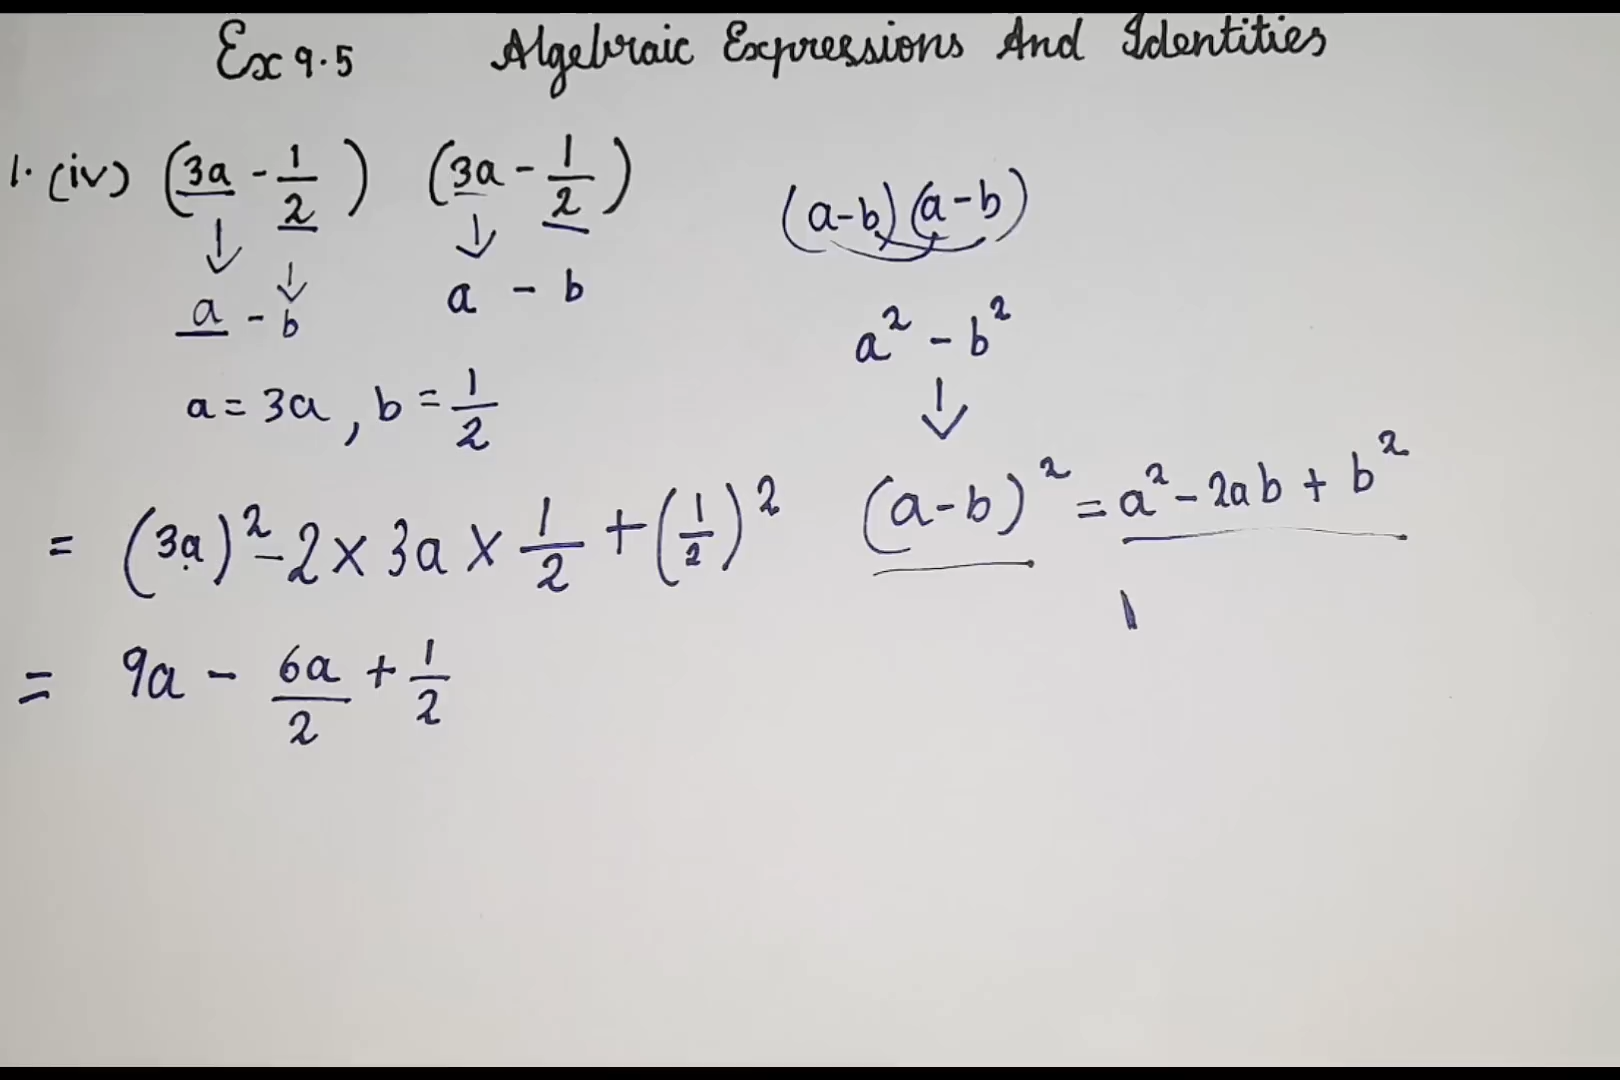 Ex 9.5 Algebraic Expressions And Identities
1. (iv) (3a - 1/2) (3a - 1/2)
(a-b)(a-b)
↓ ↓ ↓
a - b a - b
a² - b²
↓
a = 3a, b = 1/2
(a-b)² = a² - 2ab + b²
= (3a)² - 2 × 3a × 1/2 + (1/2)²
= 9a - 6a/2 + 1/2